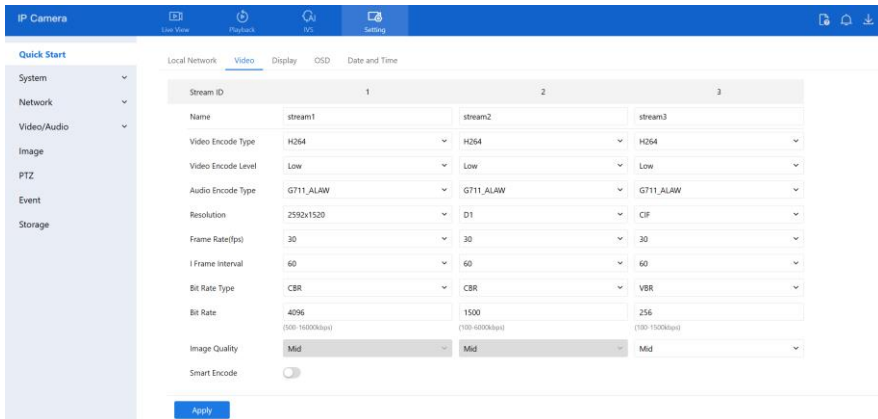 IP Camera
Live View Playback IVS Setting
Quick Start
System
Network
Video/Audio
Image
PTZ
Event
Storage
Local Network Video Display OSD Date and Time
Stream ID 1 2 3
Name stream1 stream2 stream3
Video Encode Type H264 H264 H264
Video Encode Level Low Low Low
Audio Encode Type G711_ALAW G711_ALAW G711_ALAW
Resolution 2592x1520 D1 CIF
Frame Rate(fps) 30 30 30
I Frame Interval 60 60 60
Bit Rate Type CBR CBR VBR
Bit Rate 4096 1500 256
(500-16000kbps) (100-6000kbps) (100-1500kbps)
Image Quality Mid Mid Mid
Smart Encode
Apply